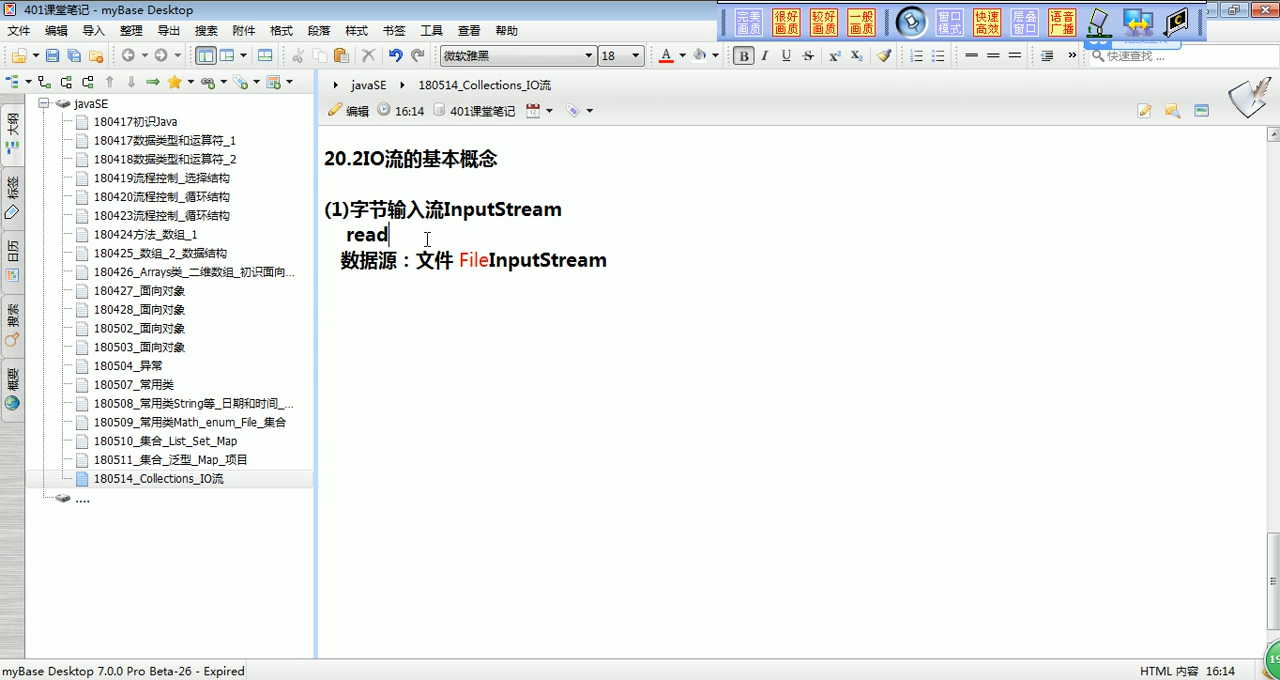 401课堂笔记 - myBase Desktop
文件 编辑 导入 整理 导出 搜索 附件 格式 段落 样式 书签 工具 查看 帮助
完美画质 很好画质 较好画质 一般画质 窗口模式 快速高效 层叠窗口 语音广播
微软雅黑 18 A B I U S X² X₂ 快速查找 ...
javaSE 180514_Collections_IO流
编辑 16:14 401课堂笔记
大纲
标签
日历
搜索
概要
javaSE
180417初识Java
180417数据类型和运算符_1
180418数据类型和运算符_2
180419流程控制_选择结构
180420流程控制_循环结构
180423流程控制_循环结构
180424方法_数组_1
180425_数组_2_数据结构
180426_Arrays类_二维数组_初识面向...
180427_面向对象
180428_面向对象
180502_面向对象
180503_面向对象
180504_异常
180507_常用类
180508_常用类String等_日期和时间_...
180509_常用类Math_enum_File_集合
180510_集合_List_Set_Map
180511_集合_泛型_Map_项目
180514_Collections_IO流
....
20.2IO流的基本概念
(1)字节输入流InputStream
read
数据源：文件 FileInputStream
myBase Desktop 7.0.0 Pro Beta-26 - Expired
HTML 内容 16:14